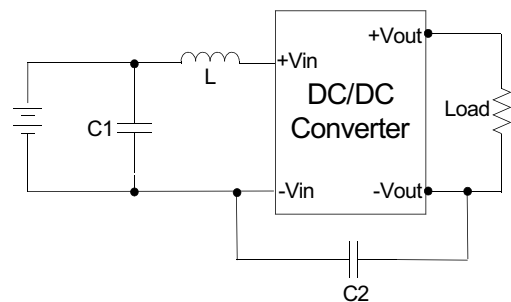 +Vout
+Vin
L
DC/DC
Converter
C1
Load
-Vin
-Vout
C2